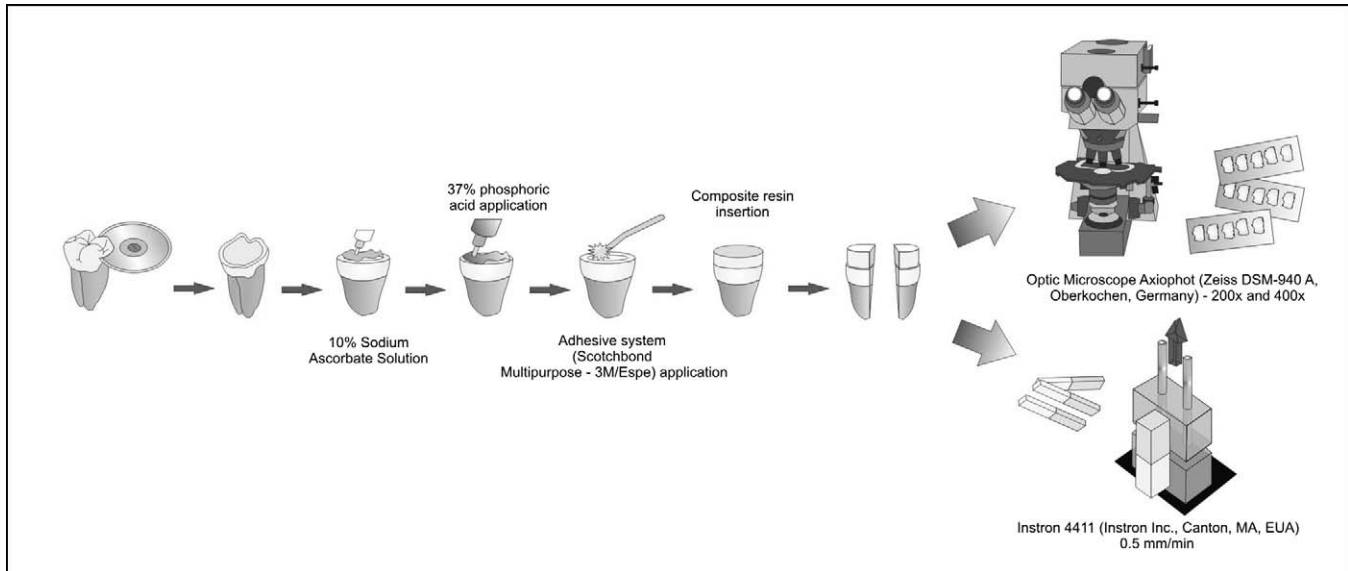 37% phosphoric
acid application
Composite resin
insertion
10% Sodium
Ascorbate Solution
Adhesive system
(Scotchbond
Multipurpose - 3M/Espe) application
Optic Microscope Axiophot (Zeiss DSM-940 A,
Oberkochen, Germany) - 200x and 400x
Instron 4411 (Instron Inc., Canton, MA, EUA)
0.5 mm/min